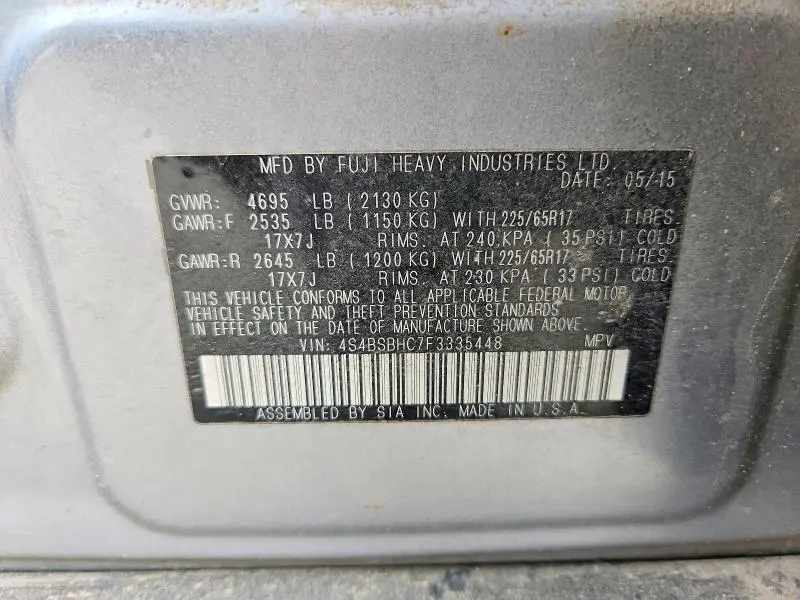 MFD BY FUJI HEAVY INDUSTRIES LTD.
DATE: 05/15
GVWR: 4695 LB ( 2130 KG)
GAWR:F 2535 LB ( 1150 KG) WITH 225/65R17 TIRES.
17X7J RIMS. AT 240 KPA ( 35 PSI) COLD
GAWR:R 2645 LB ( 1200 KG) WITH 225/65R17 TIRES.
17X7J RIMS. AT 230 KPA ( 33 PSI) COLD
THIS VEHICLE CONFORMS TO ALL APPLICABLE FEDERAL MOTOR
VEHICLE SAFETY AND THEFT PREVENTION STANDARDS
IN EFFECT ON THE DATE OF MANUFACTURE SHOWN ABOVE.
VIN: 4S4BSBHC7F3335448 MPV
ASSEMBLED BY SIA INC. MADE IN U.S.A.